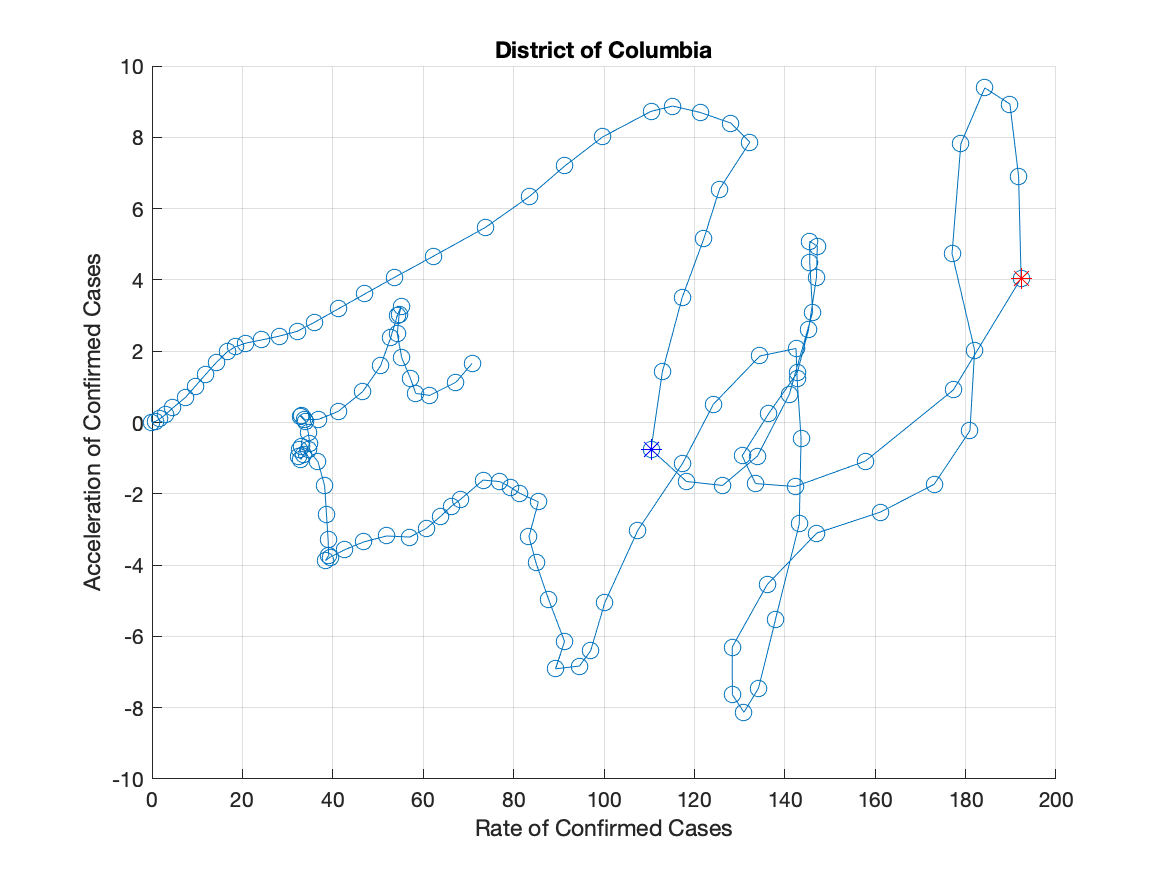 District of Columbia
10
8
6
4
2
0
-2
-4
-6
-8
-10
Acceleration of Confirmed Cases
0 20 40 60 80 100 120 140 160 180 200
Rate of Confirmed Cases